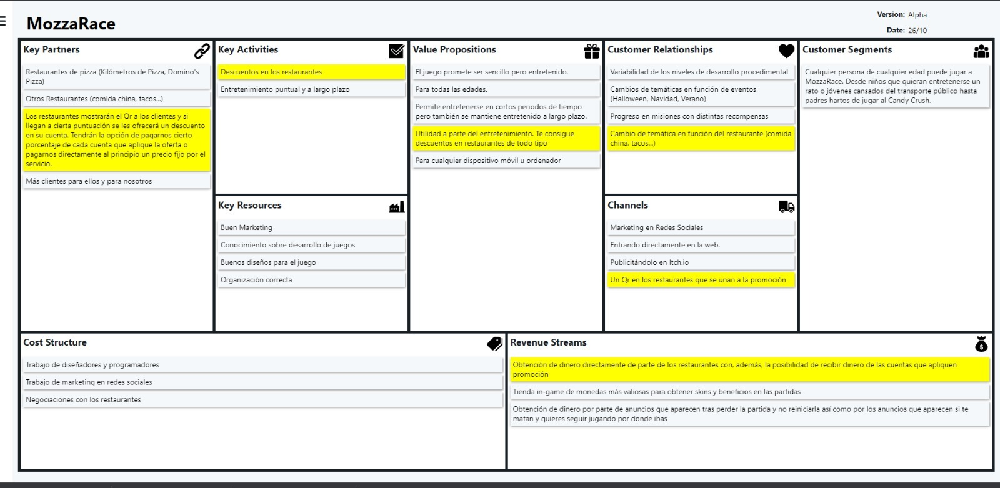 MozzaRace
Version: Alpha
Date: 26/10
Key Partners
Restaurantes de pizza (Kilómetros de Pizza, Domino's
Pizza)
Otros Restaurantes (comida china, tacos...)
Los restaurantes mostrarán el Qr a los clientes y si
llegan a cierta puntuación se les ofrecerá un descuento
en su cuenta. Tendrán la opción de pagarnos cierto
porcentaje de cada cuenta que aplique la oferta o
pagarnos directamente al principio un precio fijo por el
servicio.
Más clientes para ellos y para nosotros
Key Activities
Descuentos en los restaurantes
Entretenimiento puntual y a largo plazo
Key Resources
Buen Marketing
Conocimiento sobre desarrollo de juegos
Buenos diseños para el juego
Organización correcta
Value Propositions
El juego promete ser sencillo pero entretenido.
Para todas las edades.
Permite entretenerse en cortos periodos de tiempo
pero también se mantiene entretenido a largo plazo.
Utilidad a parte del entretenimiento. Te consigue
descuentos en restaurantes de todo tipo
Para cualquier dispositivo móvil u ordenador
Customer Relationships
Variabilidad de los niveles de desarrollo procedimental
Cambios de temáticas en función de eventos
(Halloween, Navidad, Verano)
Progreso en misiones con distintas recompensas
Cambio de temática en función del restaurante (comida
china, tacos...)
Channels
Marketing en Redes Sociales
Entrando directamente en la web.
Publicitándolo en Itch.io
Un Qr en los restaurantes que se unan a la promoción
Customer Segments
Cualquier persona de cualquier edad puede jugar a
MozzaRace. Desde niños que quieran entretenerse un
rato o jóvenes cansados del transporte público hasta
padres hartos de jugar al Candy Crush.
Cost Structure
Trabajo de diseñadores y programadores
Trabajo de marketing en redes sociales
Negociaciones con los restaurantes
Revenue Streams
Obtención de dinero directamente de parte de los restaurantes con, además, la posibilidad de recibir dinero de las cuentas que apliquen
promoción
Tienda in-game de monedas más valiosas para obtener skins y beneficios en las partidas
Obtención de dinero por parte de anuncios que aparecen tras perder la partida y no reiniciarla así como por los anuncios que aparecen si te
matan y quieres seguir jugando por donde ibas